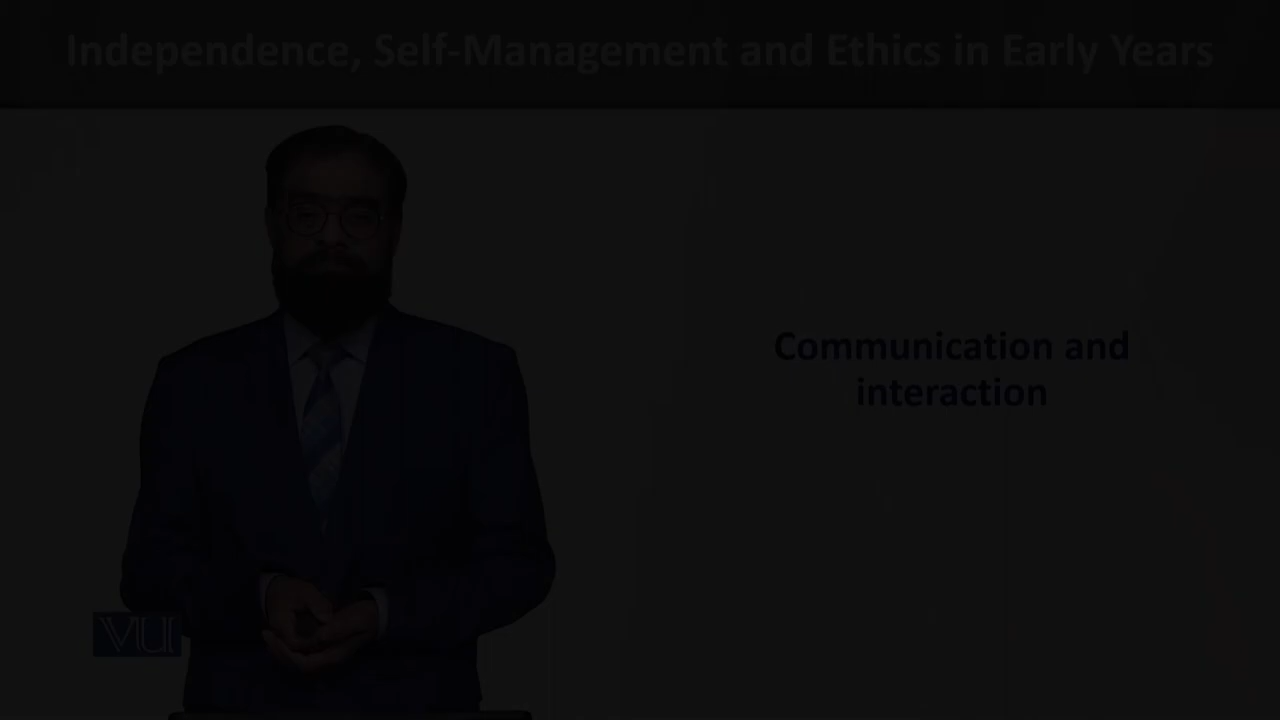 Independence, Self-Management and Ethics in Early Years
Communication and
interaction
VU